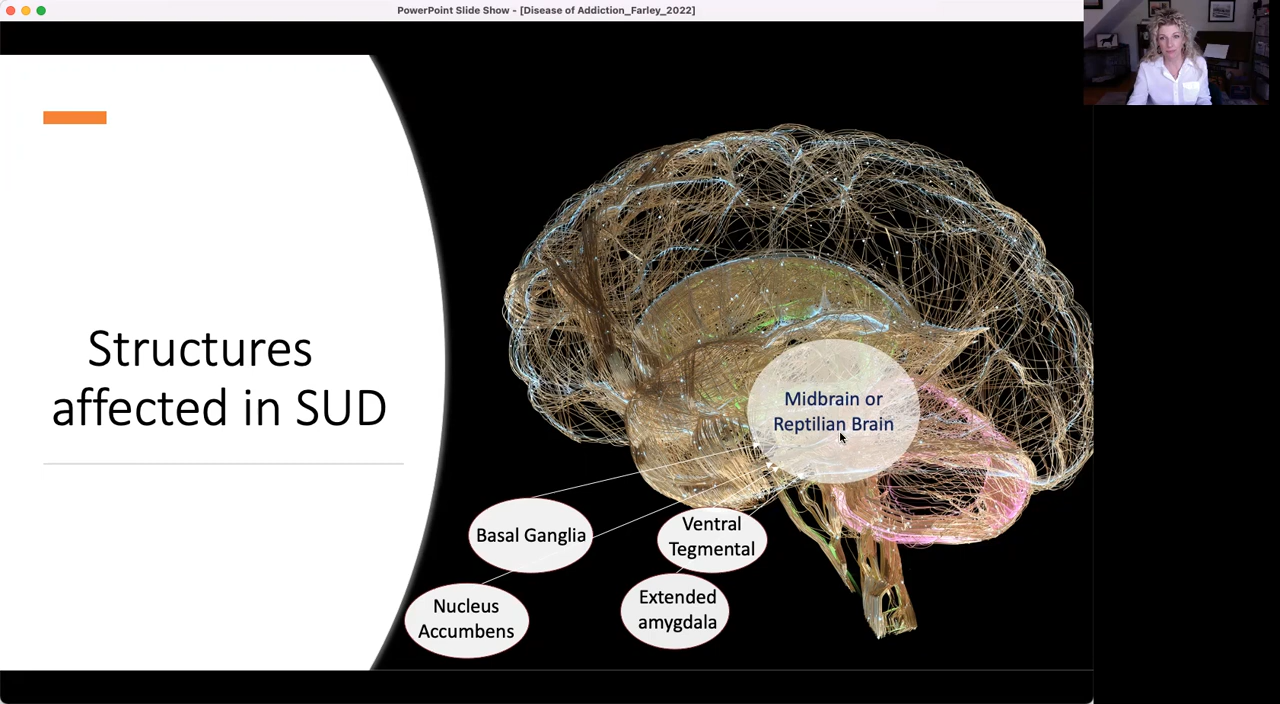 PowerPoint Slide Show - [Disease of Addiction_Farley_2022]
Structures
affected in SUD
Midbrain or
Reptilian Brain
Basal Ganglia
Ventral
Tegmental
Nucleus
Accumbens
Extended
amygdala